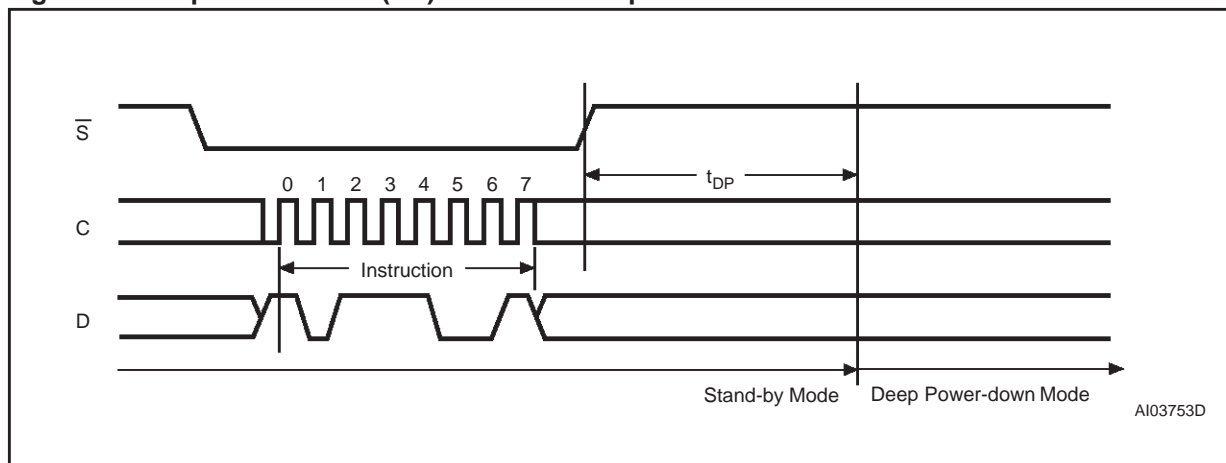 S
0 1 2 3 4 5 6 7
tDP
C
Instruction
D
Stand-by Mode
Deep Power-down Mode
AI03753D